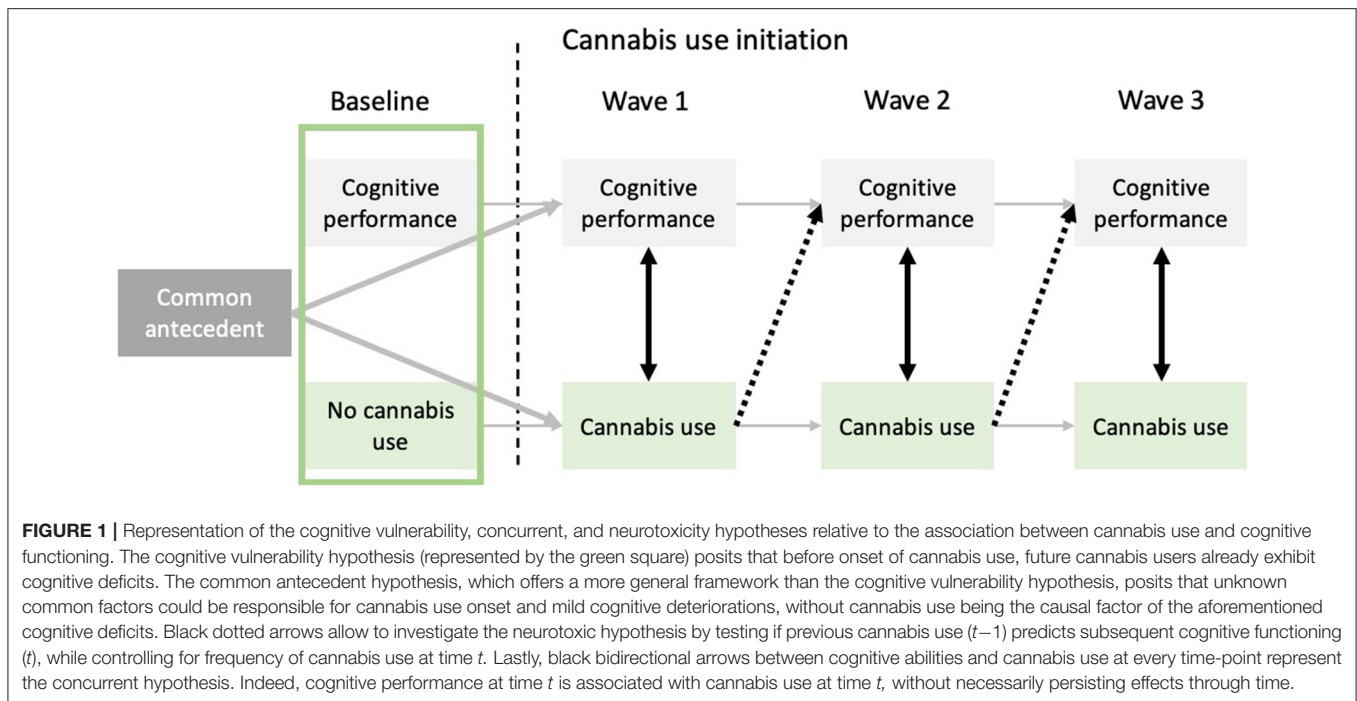 Cannabis use initiation
Baseline
Wave 1
Wave 2
Wave 3
Cognitive
performance
Cognitive
performance
Cognitive
performance
Cognitive
performance
Common
antecedent
No cannabis
use
Cannabis use
Cannabis use
Cannabis use
FIGURE 1 | Representation of the cognitive vulnerability, concurrent, and neurotoxicity hypotheses relative to the association between cannabis use and cognitive
functioning. The cognitive vulnerability hypothesis (represented by the green square) posits that before onset of cannabis use, future cannabis users already exhibit
cognitive deficits. The common antecedent hypothesis, which offers a more general framework than the cognitive vulnerability hypothesis, posits that unknown
common factors could be responsible for cannabis use onset and mild cognitive deteriorations, without cannabis use being the causal factor of the aforementioned
cognitive deficits. Black dotted arrows allow to investigate the neurotoxic hypothesis by testing if previous cannabis use (t−1) predicts subsequent cognitive functioning
(t), while controlling for frequency of cannabis use at time t. Lastly, black bidirectional arrows between cognitive abilities and cannabis use at every time-point represent
the concurrent hypothesis. Indeed, cognitive performance at time t is associated with cannabis use at time t, without necessarily persisting effects through time.